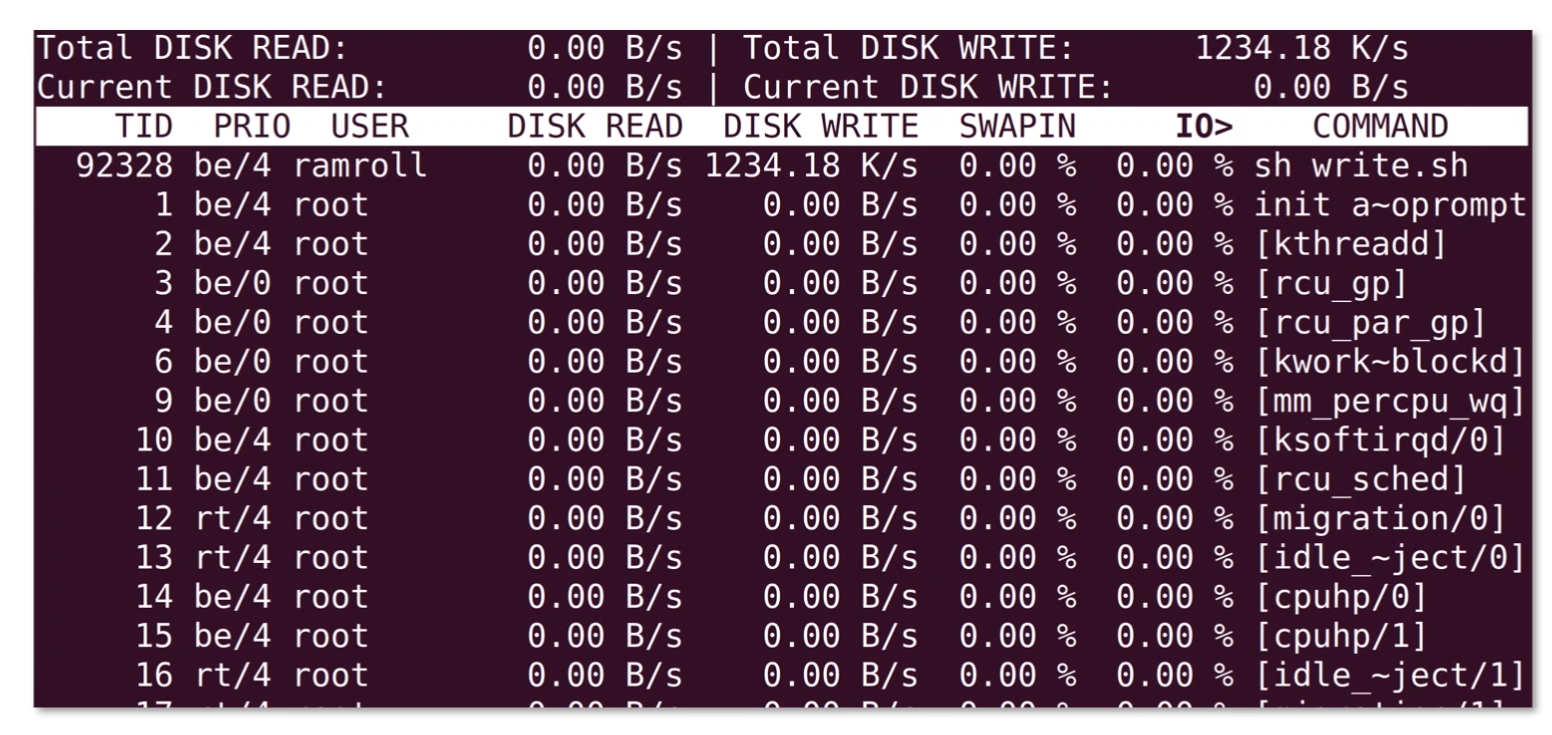 Total DISK READ: 0.00 B/s | Total DISK WRITE: 1234.18 K/s
Current DISK READ: 0.00 B/s | Current DISK WRITE: 0.00 B/s
TID PRIO USER DISK READ DISK WRITE SWAPIN IO> COMMAND
92328 be/4 ramroll 0.00 B/s 1234.18 K/s 0.00 % 0.00 % sh write.sh
1 be/4 root 0.00 B/s 0.00 B/s 0.00 % 0.00 % init a~oprompt
2 be/4 root 0.00 B/s 0.00 B/s 0.00 % 0.00 % [kthreadd]
3 be/0 root 0.00 B/s 0.00 B/s 0.00 % 0.00 % [rcu_gp]
4 be/0 root 0.00 B/s 0.00 B/s 0.00 % 0.00 % [rcu_par_gp]
6 be/0 root 0.00 B/s 0.00 B/s 0.00 % 0.00 % [kwork~blockd]
9 be/0 root 0.00 B/s 0.00 B/s 0.00 % 0.00 % [mm_percpu_wq]
10 be/4 root 0.00 B/s 0.00 B/s 0.00 % 0.00 % [ksoftirqd/0]
11 be/4 root 0.00 B/s 0.00 B/s 0.00 % 0.00 % [rcu_sched]
12 rt/4 root 0.00 B/s 0.00 B/s 0.00 % 0.00 % [migration/0]
13 rt/4 root 0.00 B/s 0.00 B/s 0.00 % 0.00 % [idle_~ject/0]
14 be/4 root 0.00 B/s 0.00 B/s 0.00 % 0.00 % [cpuhp/0]
15 be/4 root 0.00 B/s 0.00 B/s 0.00 % 0.00 % [cpuhp/1]
16 rt/4 root 0.00 B/s 0.00 B/s 0.00 % 0.00 % [idle_~ject/1]